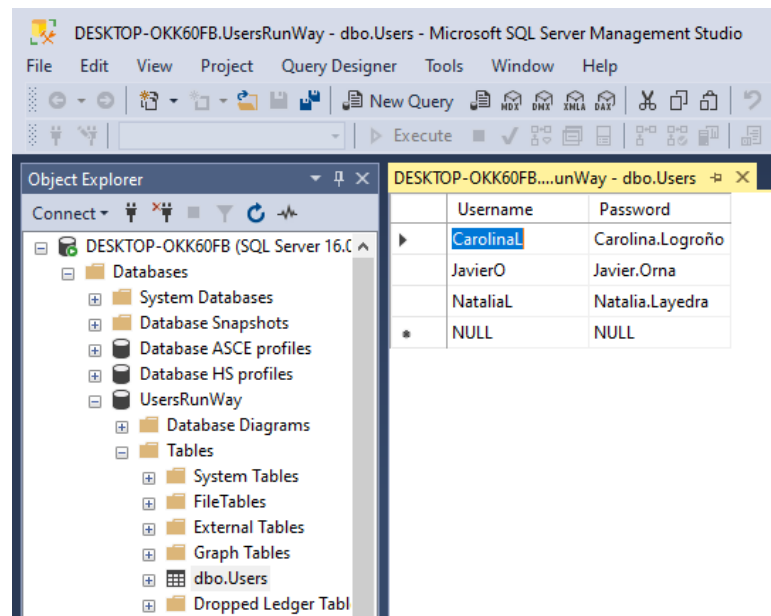 DESKTOP-OKK60FB.UsersRunWay - dbo.Users - Microsoft SQL Server Management Studio
File Edit View Project Query Designer Tools Window Help
New Query MDX DMX XMLA DAX
Execute
Object Explorer
Connect
DESKTOP-OKK60FB (SQL Server 16.0
Databases
System Databases
Database Snapshots
Database ASCE profiles
Database HS profiles
UsersRunWay
Database Diagrams
Tables
System Tables
FileTables
External Tables
Graph Tables
dbo.Users
Dropped Ledger Tabl
DESKTOP-OKK60FB....unWay - dbo.Users
Username Password
CarolinaL Carolina.Logroño
JavierO Javier.Orna
NataliaL Natalia.Layedra
NULL NULL